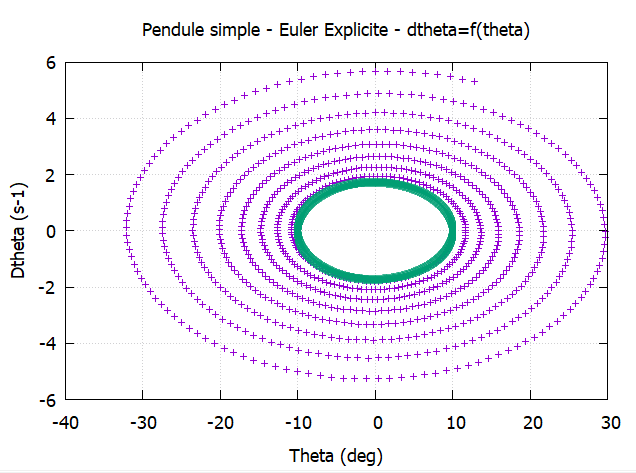 Pendule simple - Euler Explicite - dtheta=f(theta)
6
4
2
0
-2
-4
-6
Dtheta (s-1)
-40 -30 -20 -10 0 10 20 30
Theta (deg)